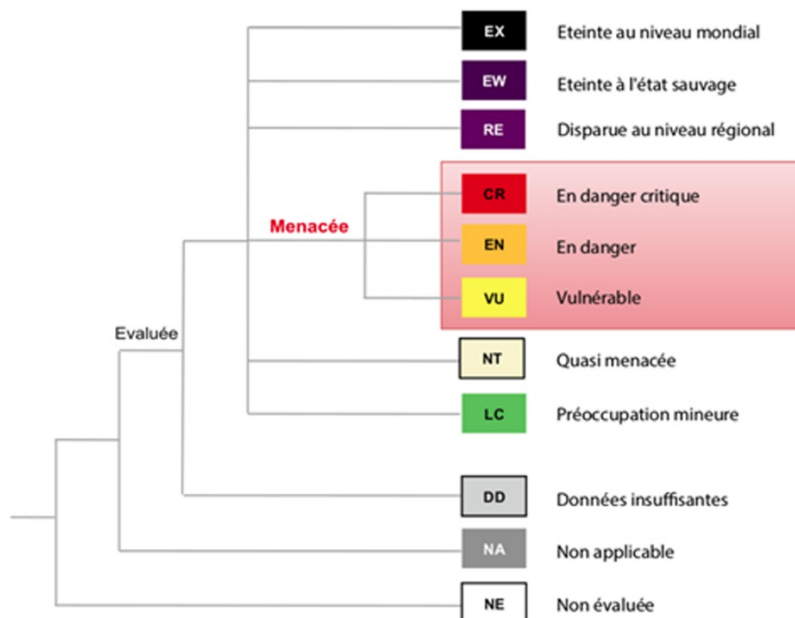 EX Eteinte au niveau mondial
EW Eteinte à l'état sauvage
RE Disparue au niveau régional
CR En danger critique
Menacée
EN En danger
VU Vulnérable
Evaluée
NT Quasi menacée
LC Préoccupation mineure
DD Données insuffisantes
NA Non applicable
NE Non évaluée